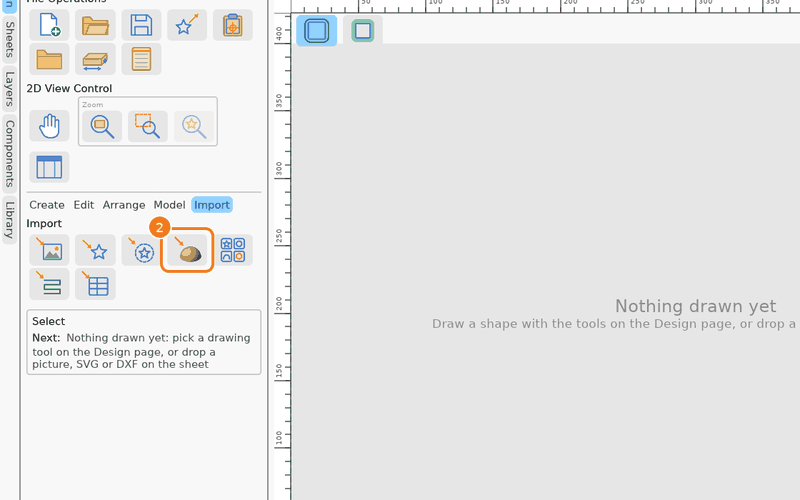 File Operations
Sheets
Layers
Components
Library
2D View Control
Zoom
Create Edit Arrange Model Import
Import
2
Select
Next: Nothing drawn yet: pick a drawing
tool on the Design page, or drop a
picture, SVG or DXF on the sheet
50 100 150 200 250 300 350
400
350
300
250
200
150
100
Nothing drawn yet
Draw a shape with the tools on the Design page, or drop a